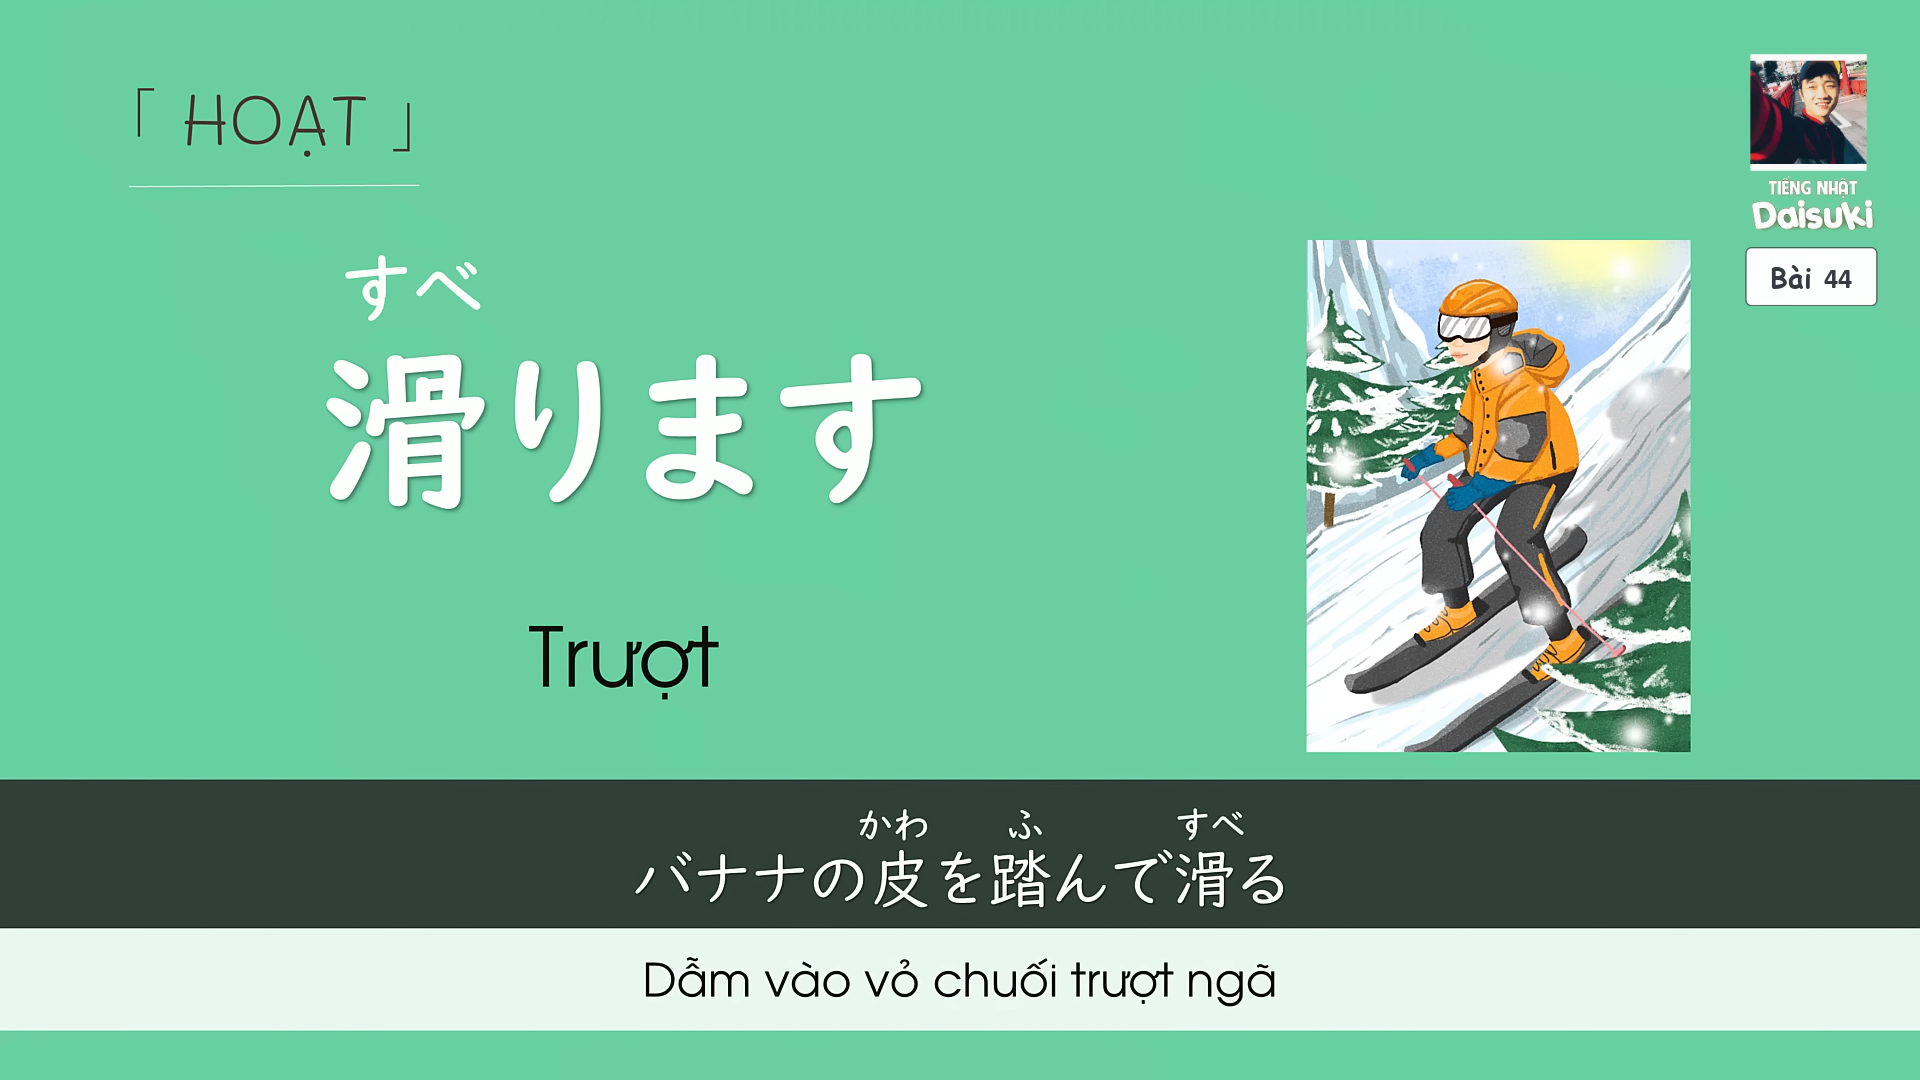 「 HOẠT 」
TIẾNG NHẬT
Daisuki
Bài 44
すべ
滑ります
Trượt
かわ ふ すべ
バナナの皮を踏んで滑る
Dẫm vào vỏ chuối trượt ngã